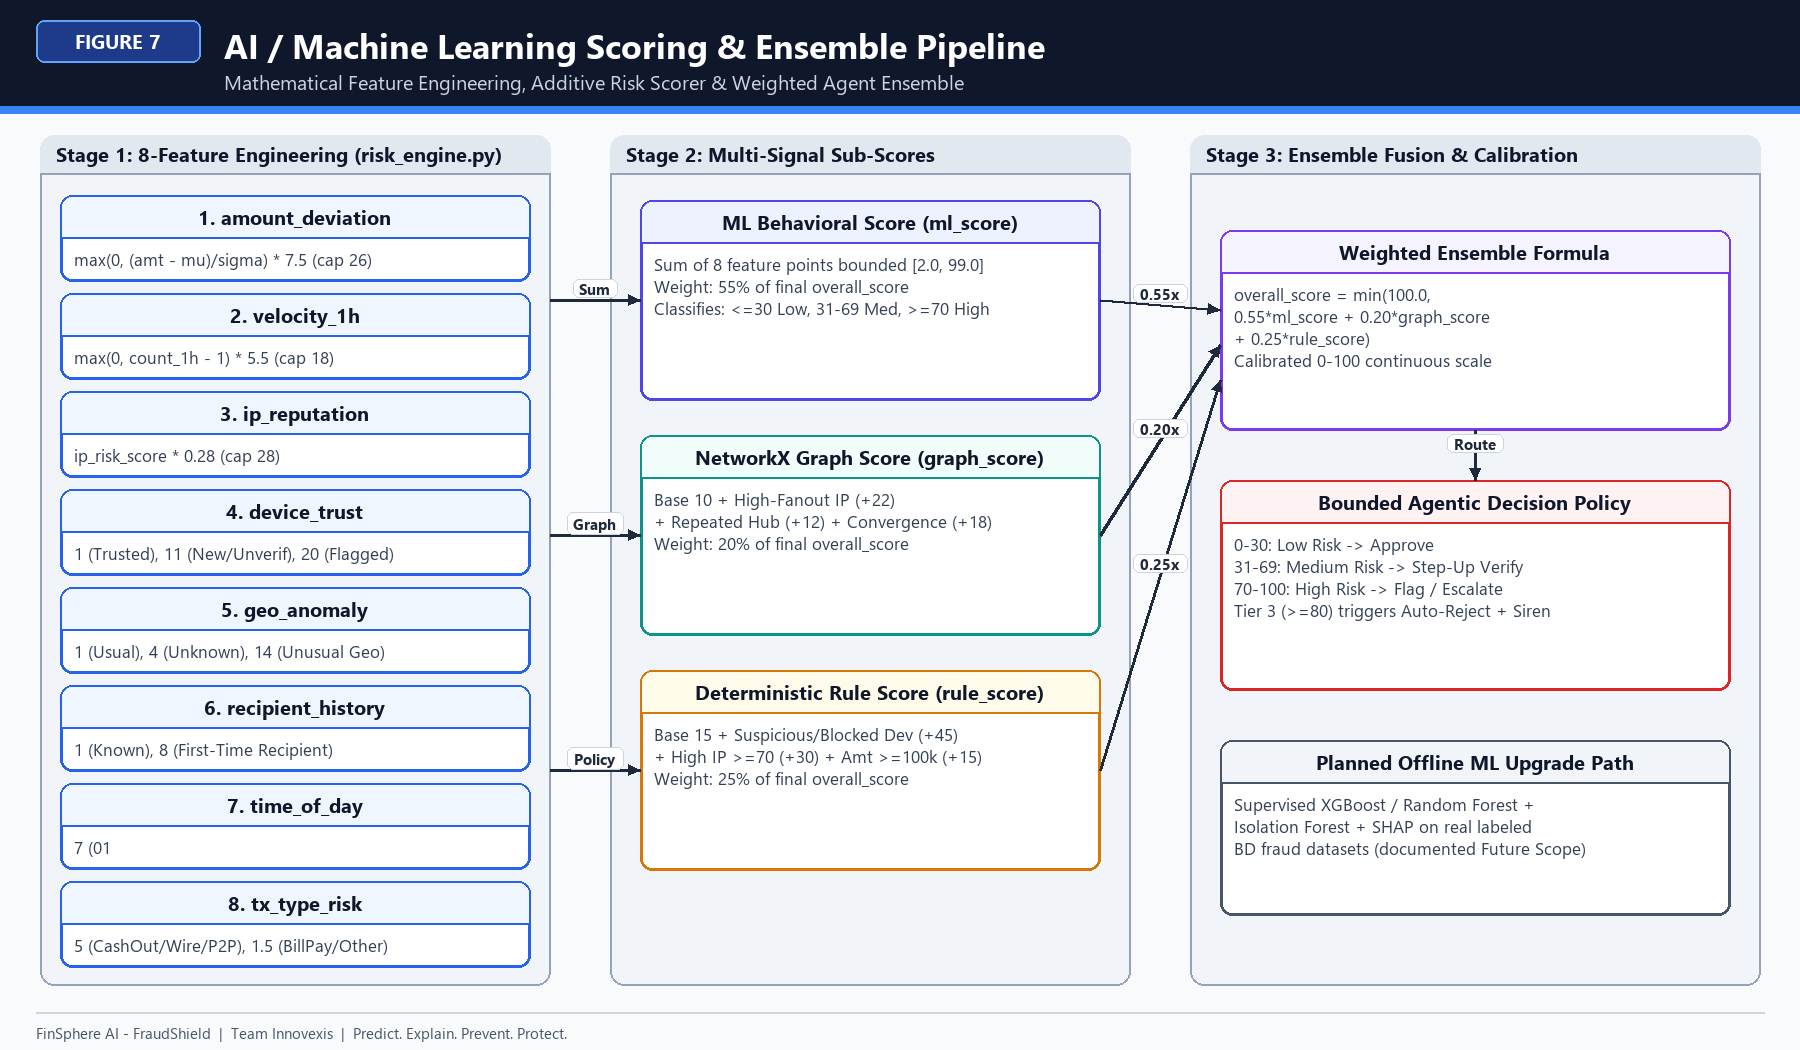 FIGURE 7
AI / Machine Learning Scoring & Ensemble Pipeline
Mathematical Feature Engineering, Additive Risk Scorer & Weighted Agent Ensemble
Stage 1: 8-Feature Engineering (risk_engine.py)
1. amount_deviation
max(0, (amt - mu)/sigma) * 7.5 (cap 26)
2. velocity_1h
max(0, count_1h - 1) * 5.5 (cap 18)
3. ip_reputation
ip_risk_score * 0.28 (cap 28)
4. device_trust
1 (Trusted), 11 (New/Unverif), 20 (Flagged)
5. geo_anomaly
1 (Usual), 4 (Unknown), 14 (Unusual Geo)
6. recipient_history
1 (Known), 8 (First-Time Recipient)
7. time_of_day
7 (01
8. tx_type_risk
5 (CashOut/Wire/P2P), 1.5 (BillPay/Other)
Sum
Graph
Policy
Stage 2: Multi-Signal Sub-Scores
ML Behavioral Score (ml_score)
Sum of 8 feature points bounded [2.0, 99.0]
Weight: 55% of final overall_score
Classifies: <=30 Low, 31-69 Med, >=70 High
NetworkX Graph Score (graph_score)
Base 10 + High-Fanout IP (+22)
+ Repeated Hub (+12) + Convergence (+18)
Weight: 20% of final overall_score
Deterministic Rule Score (rule_score)
Base 15 + Suspicious/Blocked Dev (+45)
+ High IP >=70 (+30) + Amt >=100k (+15)
Weight: 25% of final overall_score
0.55x
0.20x
0.25x
Stage 3: Ensemble Fusion & Calibration
Weighted Ensemble Formula
overall_score = min(100.0,
0.55*ml_score + 0.20*graph_score
+ 0.25*rule_score)
Calibrated 0-100 continuous scale
Route
Bounded Agentic Decision Policy
0-30: Low Risk -> Approve
31-69: Medium Risk -> Step-Up Verify
70-100: High Risk -> Flag / Escalate
Tier 3 (>=80) triggers Auto-Reject + Siren
Planned Offline ML Upgrade Path
Supervised XGBoost / Random Forest +
Isolation Forest + SHAP on real labeled
BD fraud datasets (documented Future Scope)
FinSphere AI - FraudShield | Team Innovexis | Predict. Explain. Prevent. Protect.